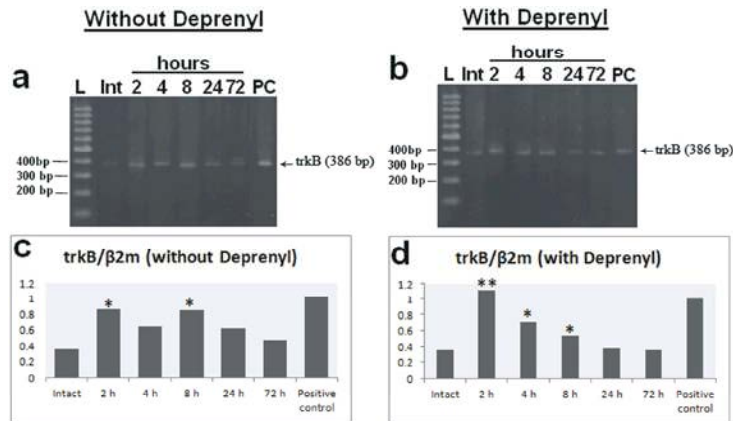 Without Deprenyl
With Deprenyl
a
hours
L Int 2 4 8 24 72 PC
400bp
300 bp
200 bp
trkB (386 bp)
b
hours
L Int 2 4 8 24 72 PC
400bp
300 bp
200 bp
trkB (386 bp)
c
trkB/β2m (without Deprenyl)
1.2
1
0.8
0.6
0.4
0.2
0
* *
Intact 2 h 4 h 8 h 24 h 72 h Positive control
d
trkB/β2m (with Deprenyl)
1.2
1
0.8
0.6
0.4
0.2
0
** * *
Intact 2 h 4 h 8 h 24 h 72 h Positive control